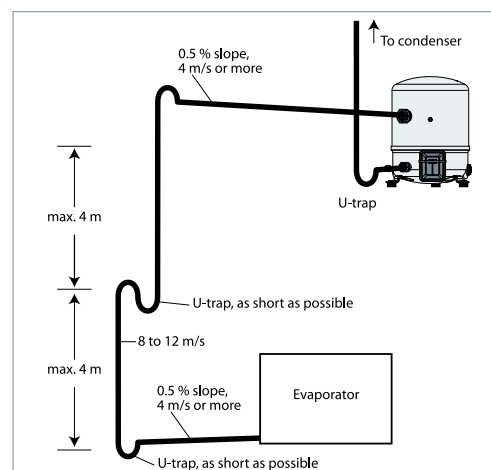 To condenser
0.5 % slope,
4 m/s or more
U-trap
max. 4 m
U-trap, as short as possible
8 to 12 m/s
max. 4 m
Evaporator
0.5 % slope,
4 m/s or more
U-trap, as short as possible